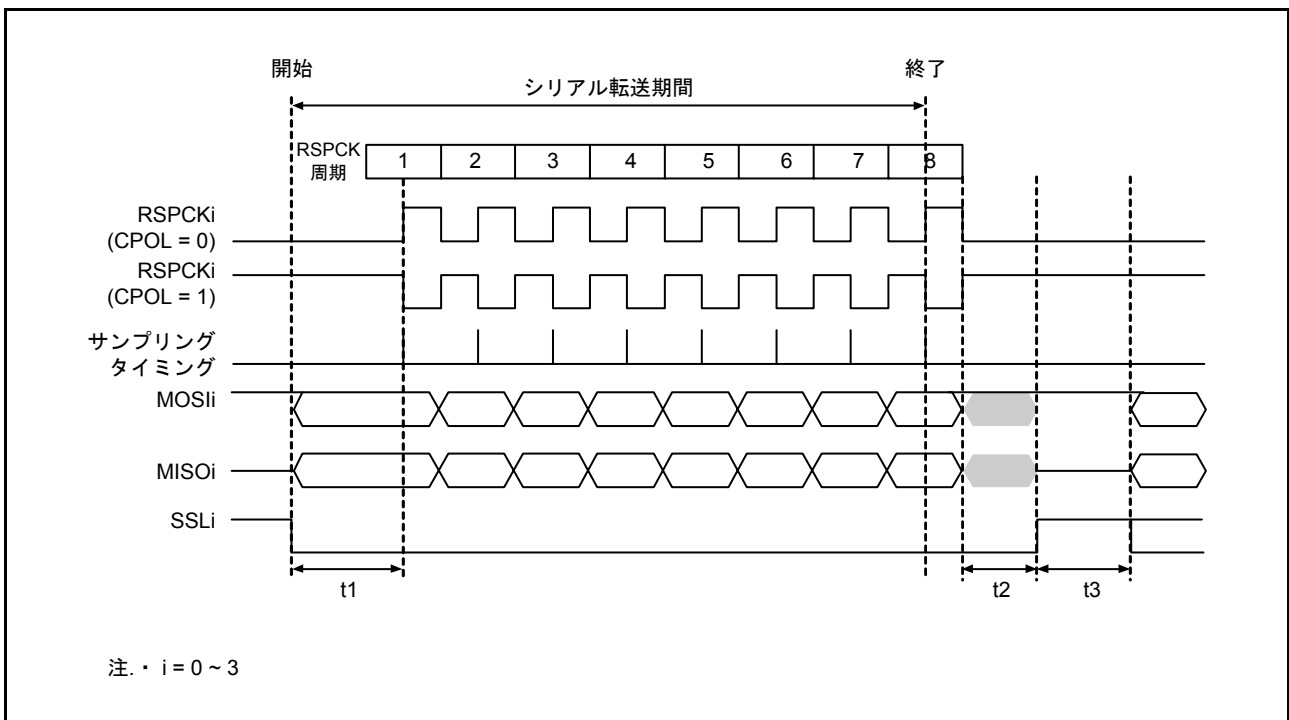 開始
終了
シリアル転送期間
RSPCK
周期
1 2 3 4 5 6 7 8
RSPCKi
(CPOL = 0)
RSPCKi
(CPOL = 1)
サンプリング
タイミング
MOSIi
MISOi
SSLi
t1
t2
t3
注.・ i = 0 ~ 3